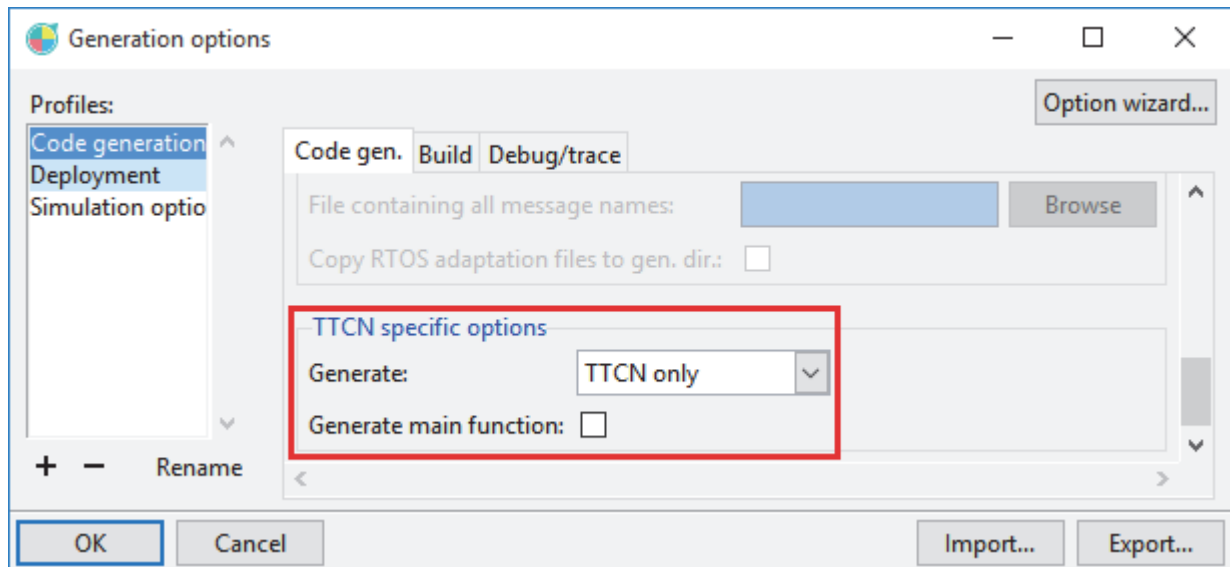 Generation options
Option wizard...
Profiles:
Code generation
Deployment
Simulation optio
Code gen. Build Debug/trace
File containing all message names: Browse
Copy RTOS adaptation files to gen. dir.:
TTCN specific options
Generate: TTCN only
Generate main function:
+ − Rename
OK Cancel Import... Export...